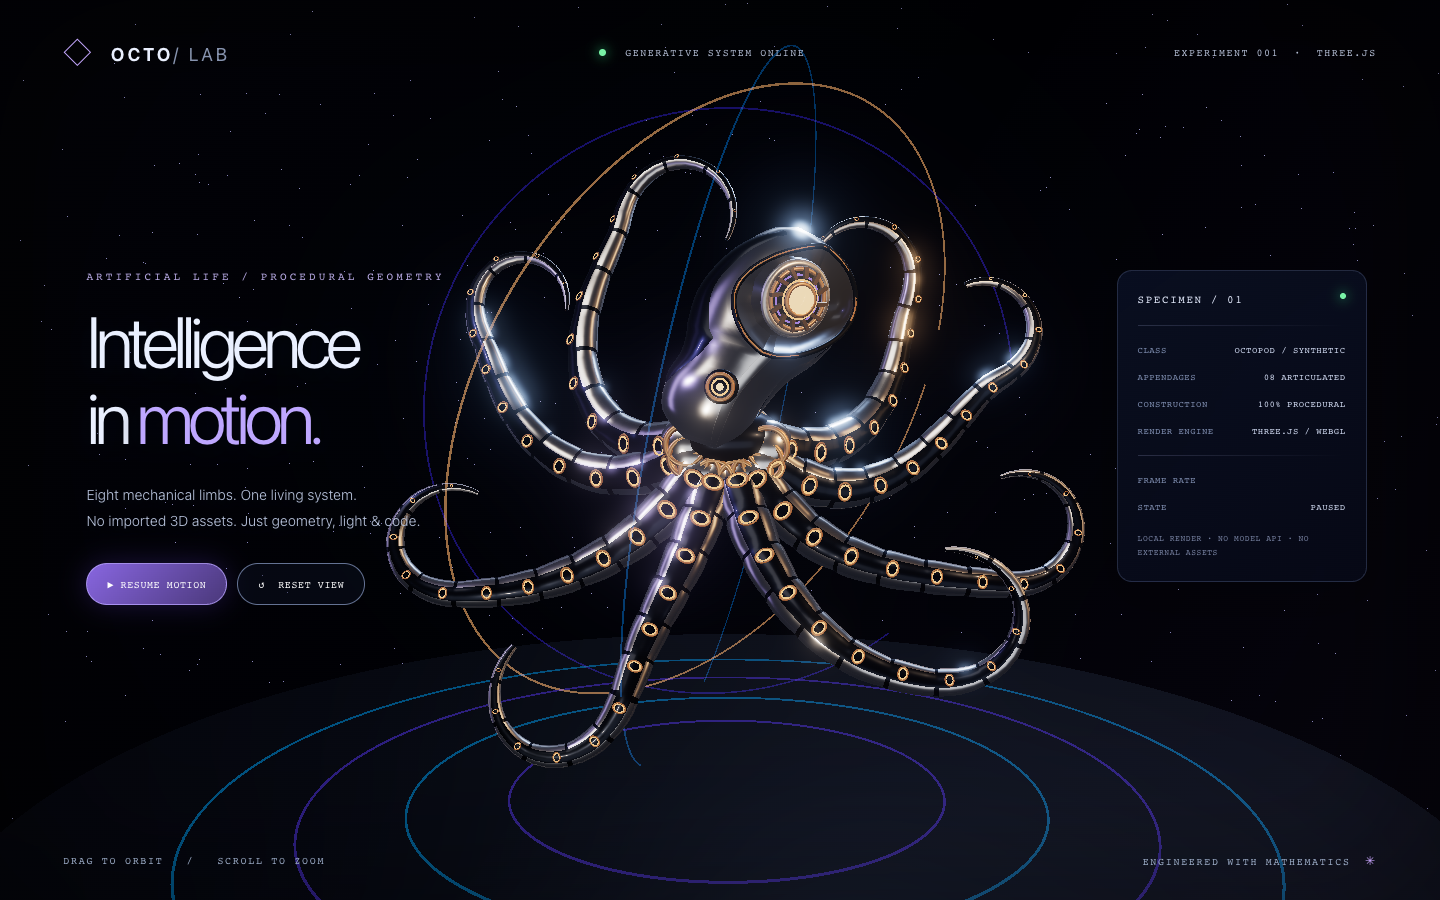 OCTO/ LAB
GENERATIVE SYSTEM ONLINE
EXPERIMENT 001 · THREE.JS
ARTIFICIAL LIFE / PROCEDURAL GEOMETRY
Intelligence
in motion.
Eight mechanical limbs. One living system.
No imported 3D assets. Just geometry, light & code.
▶ RESUME MOTION
↺ RESET VIEW
SPECIMEN / 01
CLASS OCTOPOD / SYNTHETIC
APPENDAGES 08 ARTICULATED
CONSTRUCTION 100% PROCEDURAL
RENDER ENGINE THREE.JS / WEBGL
FRAME RATE
STATE PAUSED
LOCAL RENDER · NO MODEL API · NO
EXTERNAL ASSETS
DRAG TO ORBIT / SCROLL TO ZOOM
ENGINEERED WITH MATHEMATICS ✳